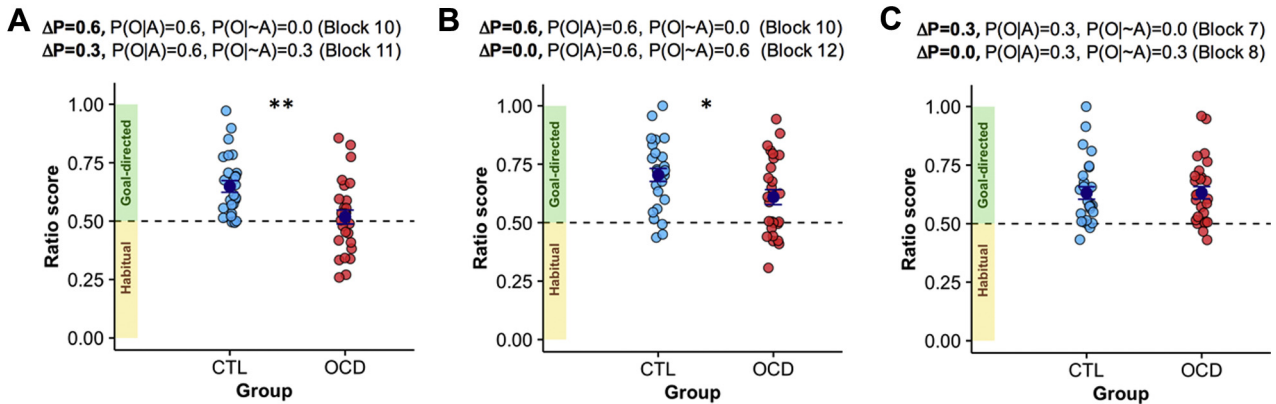 A
ΔP=0.6, P(O|A)=0.6, P(O|~A)=0.0 (Block 10)
ΔP=0.3, P(O|A)=0.6, P(O|~A)=0.3 (Block 11)
**
1.00
0.75
0.50
0.25
0.00
Ratio score
Goal-directed
Habitual
CTL
OCD
Group
B
ΔP=0.6, P(O|A)=0.6, P(O|~A)=0.0 (Block 10)
ΔP=0.0, P(O|A)=0.6, P(O|~A)=0.6 (Block 12)
*
1.00
0.75
0.50
0.25
0.00
Ratio score
Goal-directed
Habitual
CTL
OCD
Group
C
ΔP=0.3, P(O|A)=0.3, P(O|~A)=0.0 (Block 7)
ΔP=0.0, P(O|A)=0.3, P(O|~A)=0.3 (Block 8)
1.00
0.75
0.50
0.25
0.00
Ratio score
Goal-directed
Habitual
CTL
OCD
Group